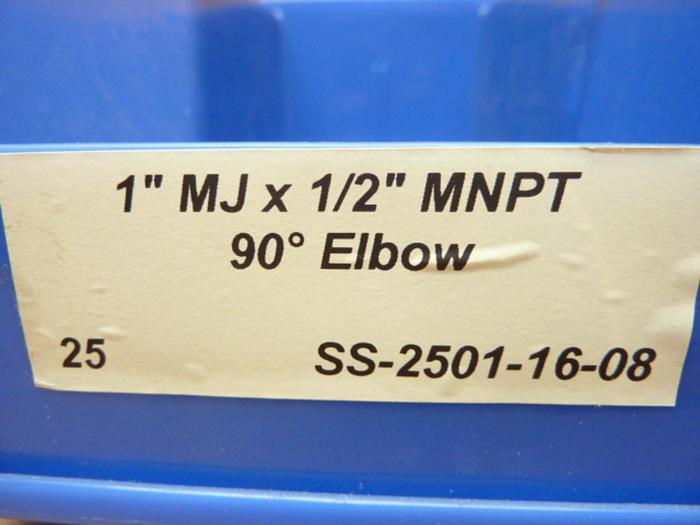 1" MJ x 1/2" MNPT
90° Elbow
25 SS-2501-16-08